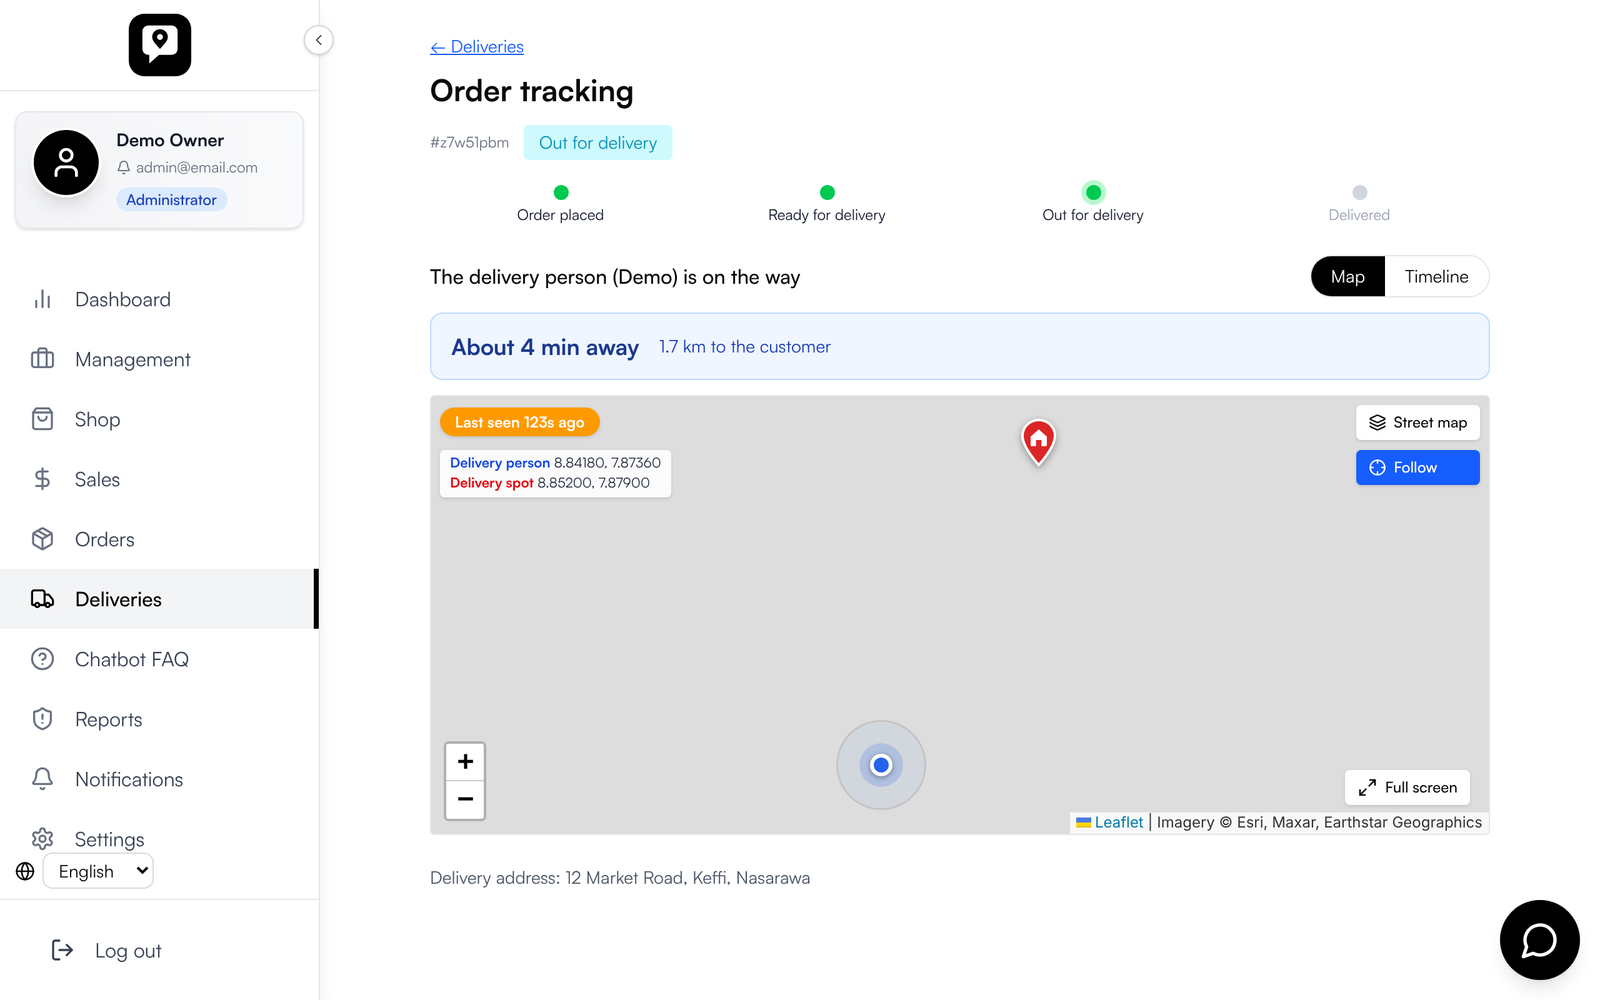 Demo Owner
admin@email.com
Administrator
Dashboard
Management
Shop
Sales
Orders
Deliveries
Chatbot FAQ
Reports
Notifications
Settings
English
Log out
← Deliveries
Order tracking
#z7w51pbm Out for delivery
Order placed Ready for delivery Out for delivery Delivered
The delivery person (Demo) is on the way
Map Timeline
About 4 min away 1.7 km to the customer
Last seen 123s ago
Delivery person 8.84180, 7.87360
Delivery spot 8.85200, 7.87900
Street map
Follow
+
−
Full screen
Leaflet | Imagery © Esri, Maxar, Earthstar Geographics
Delivery address: 12 Market Road, Keffi, Nasarawa